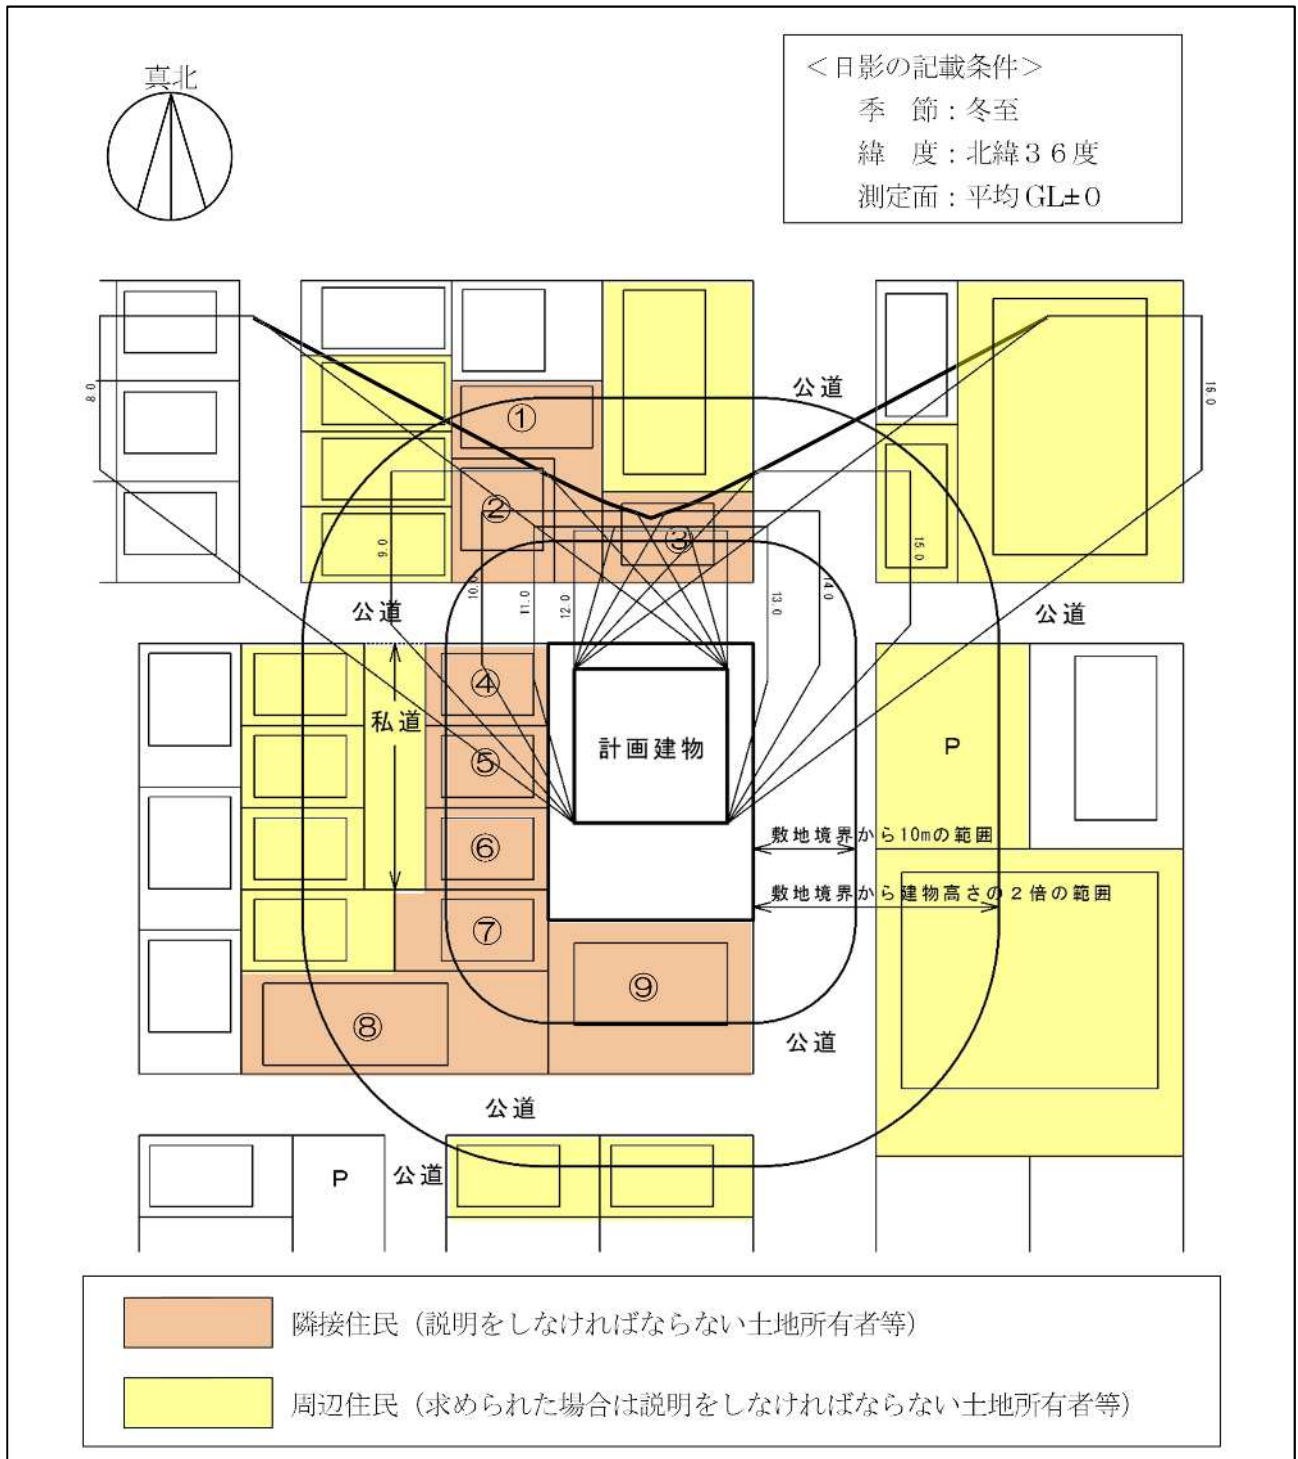 真北
＜日影の記載条件＞
季　節：冬至
緯　度：北緯３６度
測定面：平均GL±０
公道
8.0
16.0
①
②
③
9.0
10.0
11.0
12.0
13.0
14.0
15.0
公道
公道
④
私道
⑤
計画建物
P
⑥
敷地境界から10mの範囲
敷地境界から建物高さの２倍の範囲
⑦
⑨
⑧
公道
公道
P
公道
隣接住民（説明をしなければならない土地所有者等）
周辺住民（求められた場合は説明をしなければならない土地所有者等）